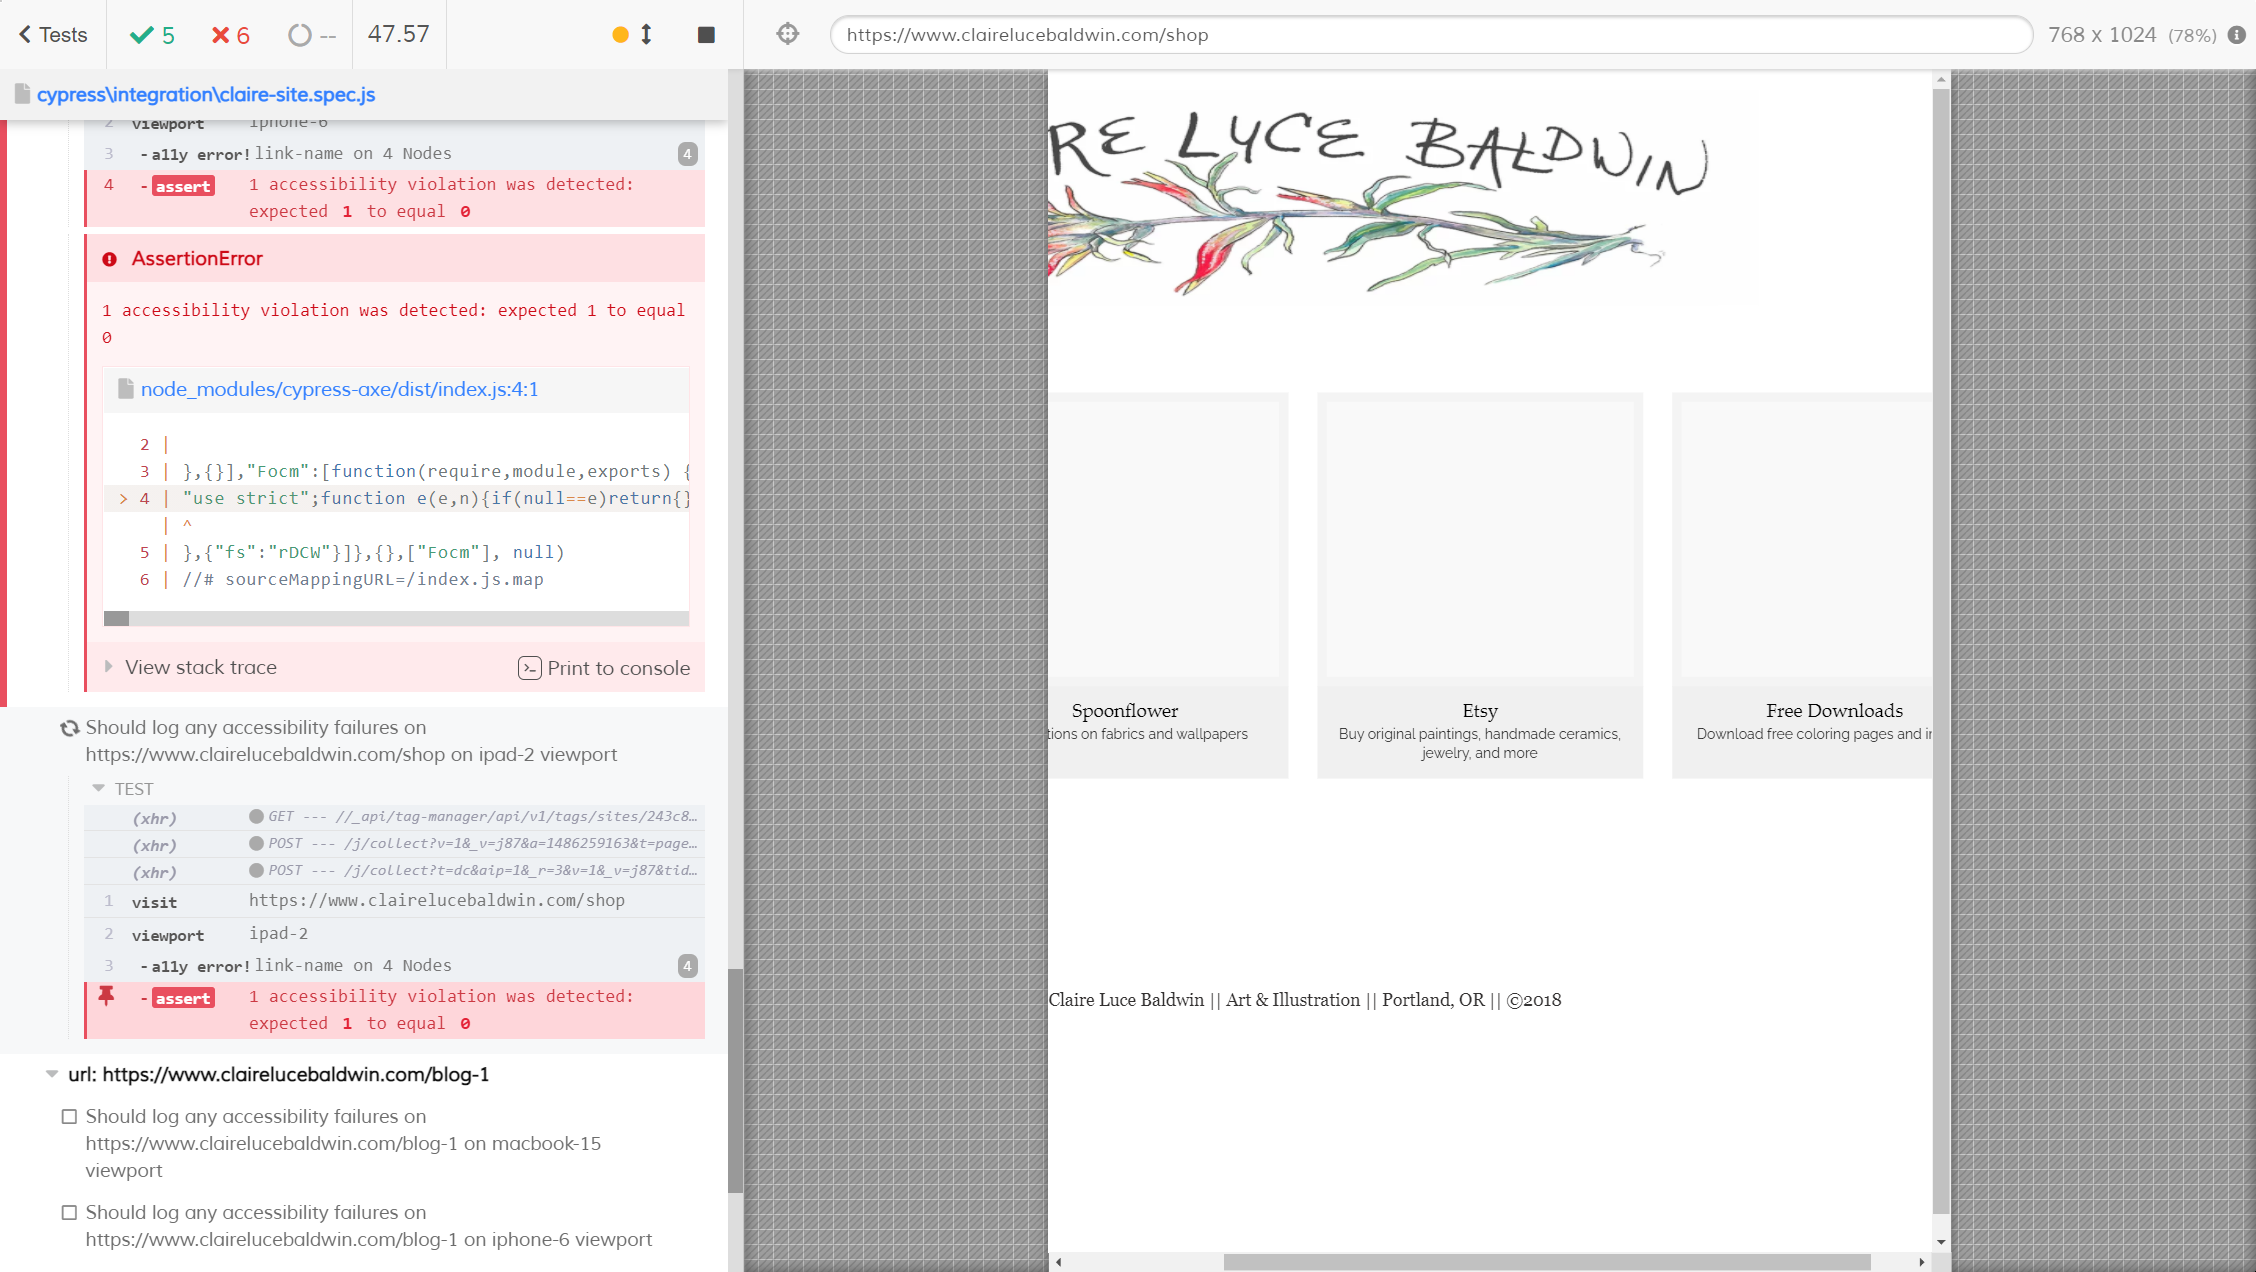 Tests
5
6
--
47.57
https://www.clairelucebaldwin.com/shop
768 x 1024 (78%)
cypress\integration\claire-site.spec.js
2 viewport iphone-6
3 -a11y error! link-name on 4 Nodes 4
4 -assert 1 accessibility violation was detected:
expected 1 to equal 0
AssertionError
1 accessibility violation was detected: expected 1 to equal
0
node_modules/cypress-axe/dist/index.js:4:1
2 |
3 | },{}],"Focm":[function(require,module,exports) {
> 4 | "use strict";function e(e,n){if(null==e)return{}
| ^
5 | },{"fs":"rDCW"}]},{},["Focm"], null)
6 | //# sourceMappingURL=/index.js.map
View stack trace
Print to console
Should log any accessibility failures on
https://www.clairelucebaldwin.com/shop on ipad-2 viewport
TEST
(xhr) GET --- //_api/tag-manager/api/v1/tags/sites/243c8…
(xhr) POST --- /j/collect?v=1&_v=j87&a=1486259163&t=page…
(xhr) POST --- /j/collect?t=dc&aip=1&_r=3&v=1&_v=j87&tid…
1 visit https://www.clairelucebaldwin.com/shop
2 viewport ipad-2
3 -a11y error! link-name on 4 Nodes 4
-assert 1 accessibility violation was detected:
expected 1 to equal 0
url: https://www.clairelucebaldwin.com/blog-1
Should log any accessibility failures on
https://www.clairelucebaldwin.com/blog-1 on macbook-15
viewport
Should log any accessibility failures on
https://www.clairelucebaldwin.com/blog-1 on iphone-6 viewport
RE LUCE BALDWIN
Spoonflower
tions on fabrics and wallpapers
Etsy
Buy original paintings, handmade ceramics,
jewelry, and more
Free Downloads
Download free coloring pages and i
Claire Luce Baldwin || Art & Illustration || Portland, OR || ©2018